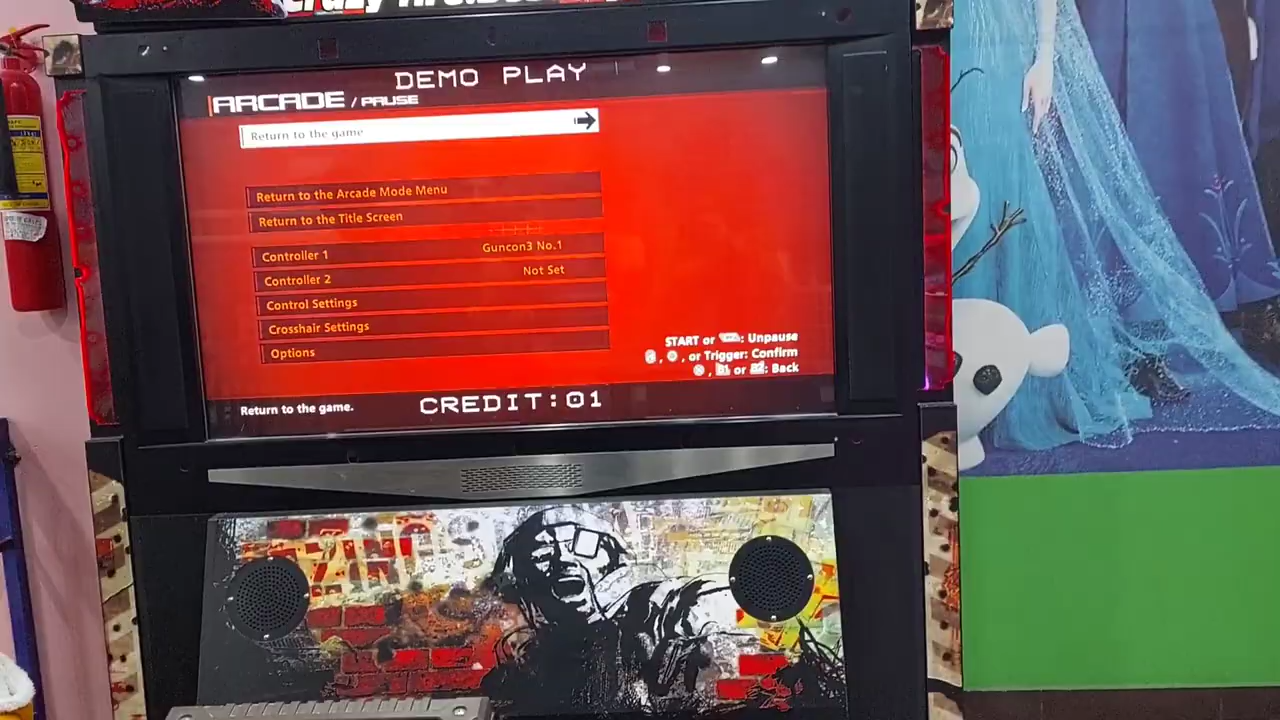 DEMO PLAY
ARCADE / PAUSE
Return to the game
Return to the Arcade Mode Menu
Return to the Title Screen
Controller 1 Guncon3 No.1
Controller 2 Not Set
Control Settings
Crosshair Settings
Options
START or : Unpause
, , or Trigger: Confirm
, B1 or B2: Back
Return to the game.
CREDIT:01